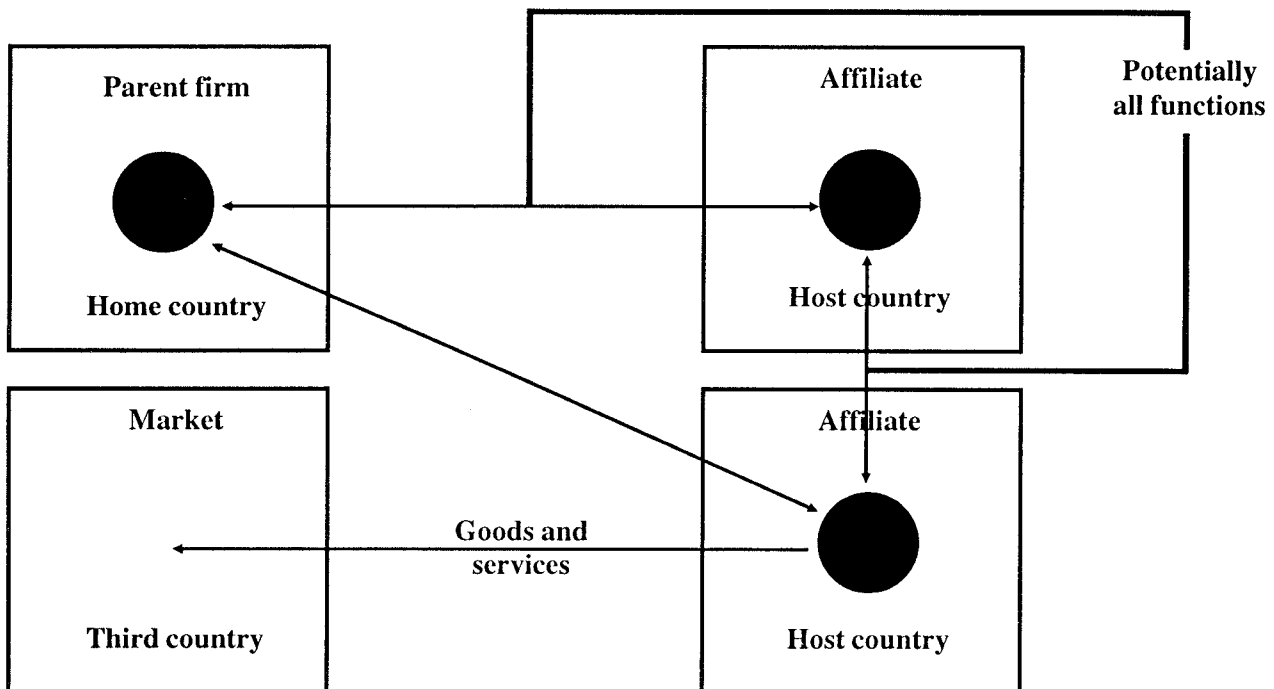 Parent firm
Home country
Affiliate
Host country
Potentially
all functions
Market
Third country
Goods and
services
Affiliate
Host country